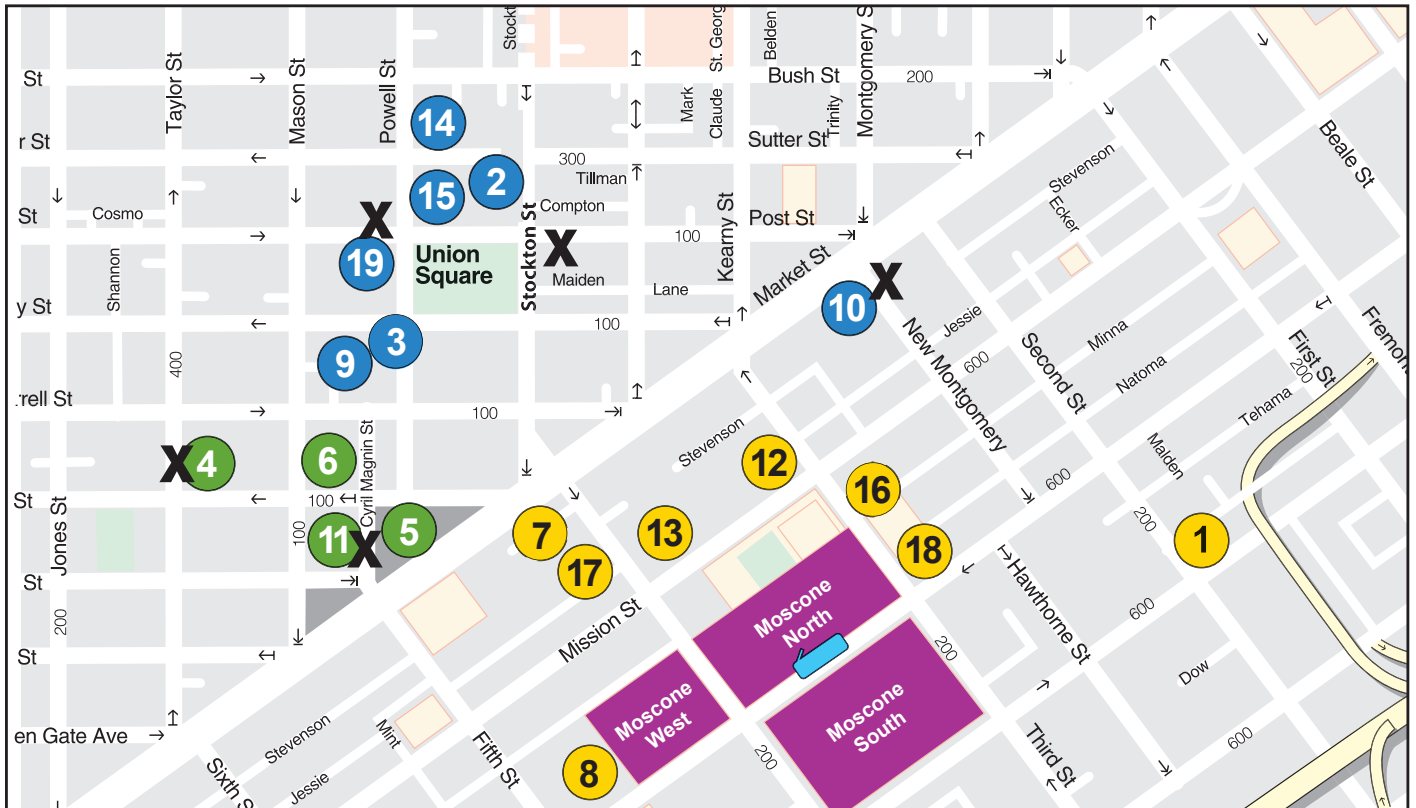 Stockt
St. Georg
Belden
Montgomery S
St
Taylor St
Mason St
Powell St
Bush St
200
Mark
Claude
Trinity
14
r St
Sutter St
Beale St
300
Tillman
Stevenson
2
15
St
Cosmo
X
Compton
Post St
Ecker
100
Kearny St
Stockton St
X
19
Union
Square
Maiden
Lane
Market St
X
10
Shannon
y St
100
Jessie
New Montgomery
Second St
Minna
First St
200
Fremon
3
9
400
600
Natoma
rell St
100
Tehama
Cyril Magnin St
Stevenson
Malden
X
4
6
12
16
600
St
100
Jones St
100
11
X
5
7
13
18
200
1
17
St
200
Moscone
North
Hawthorne St
600
Mission St
St
200
Dow
Moscone
West
Moscone
South
en Gate Ave
Stevenson
Mint
Fifth St
200
Third St
600
8
Sixth S
Jessie